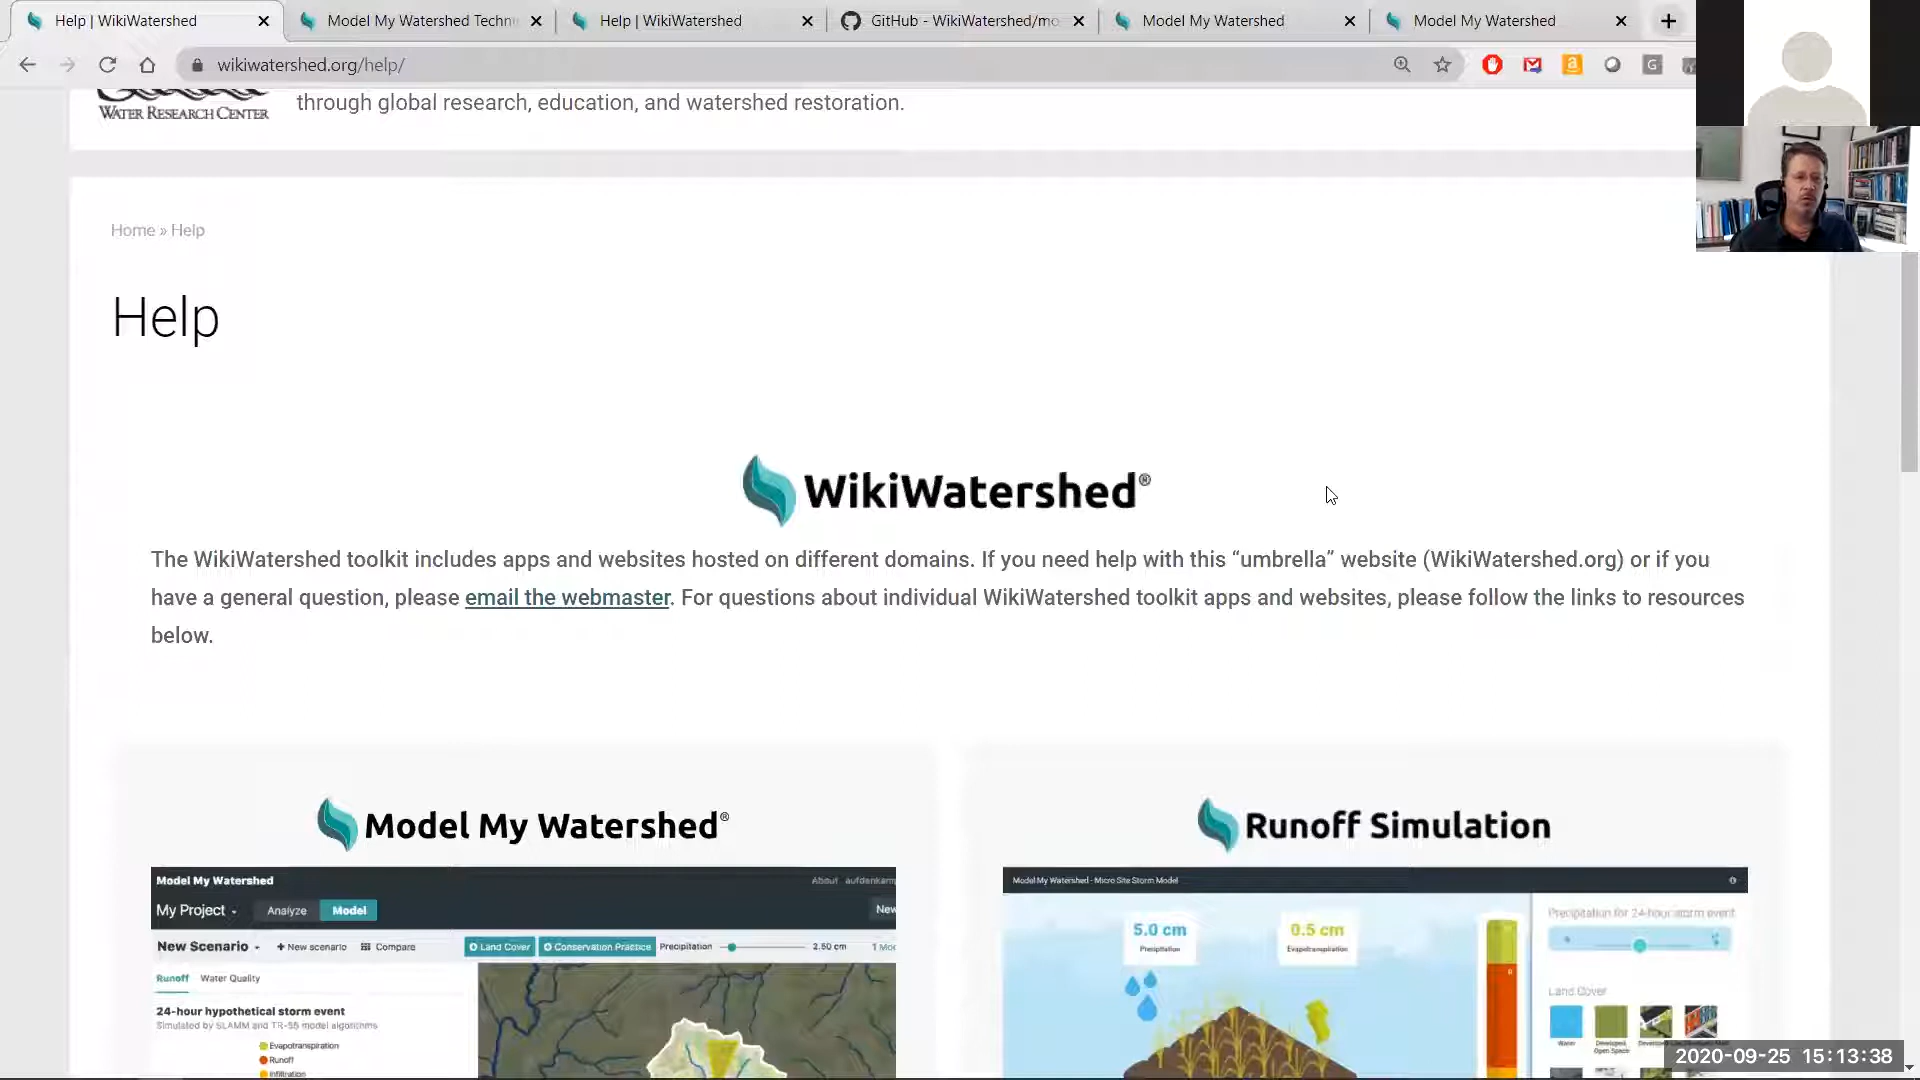 Help | WikiWatershed
Model My Watershed Techni
Help | WikiWatershed
GitHub - WikiWatershed/mo
Model My Watershed
Model My Watershed
wikiwatershed.org/help/
WATER RESEARCH CENTER
through global research, education, and watershed restoration.
Home » Help
Help
WikiWatershed®
The WikiWatershed toolkit includes apps and websites hosted on different domains. If you need help with this “umbrella” website (WikiWatershed.org) or if you
have a general question, please email the webmaster. For questions about individual WikiWatershed toolkit apps and websites, please follow the links to resources
below.
Model My Watershed®
Runoff Simulation
Model My Watershed
About aufdenkam
My Project
Analyze
Model
New
New Scenario
+ New scenario
Compare
Land Cover
Conservation Practice
Precipitation
2.50 cm
Runoff
Water Quality
24-hour hypothetical storm event
Simulated by SLAMM and TR-55 model algorithms
Evapotranspiration
Runoff
Infiltration
Model My Watershed - Micro Site Storm Model
5.0 cm
Precipitation
0.5 cm
Evapotranspiration
Precipitation for 24-hour storm event
Land Cover
Water
Developed, Open Space
2020-09-25 15:13:38